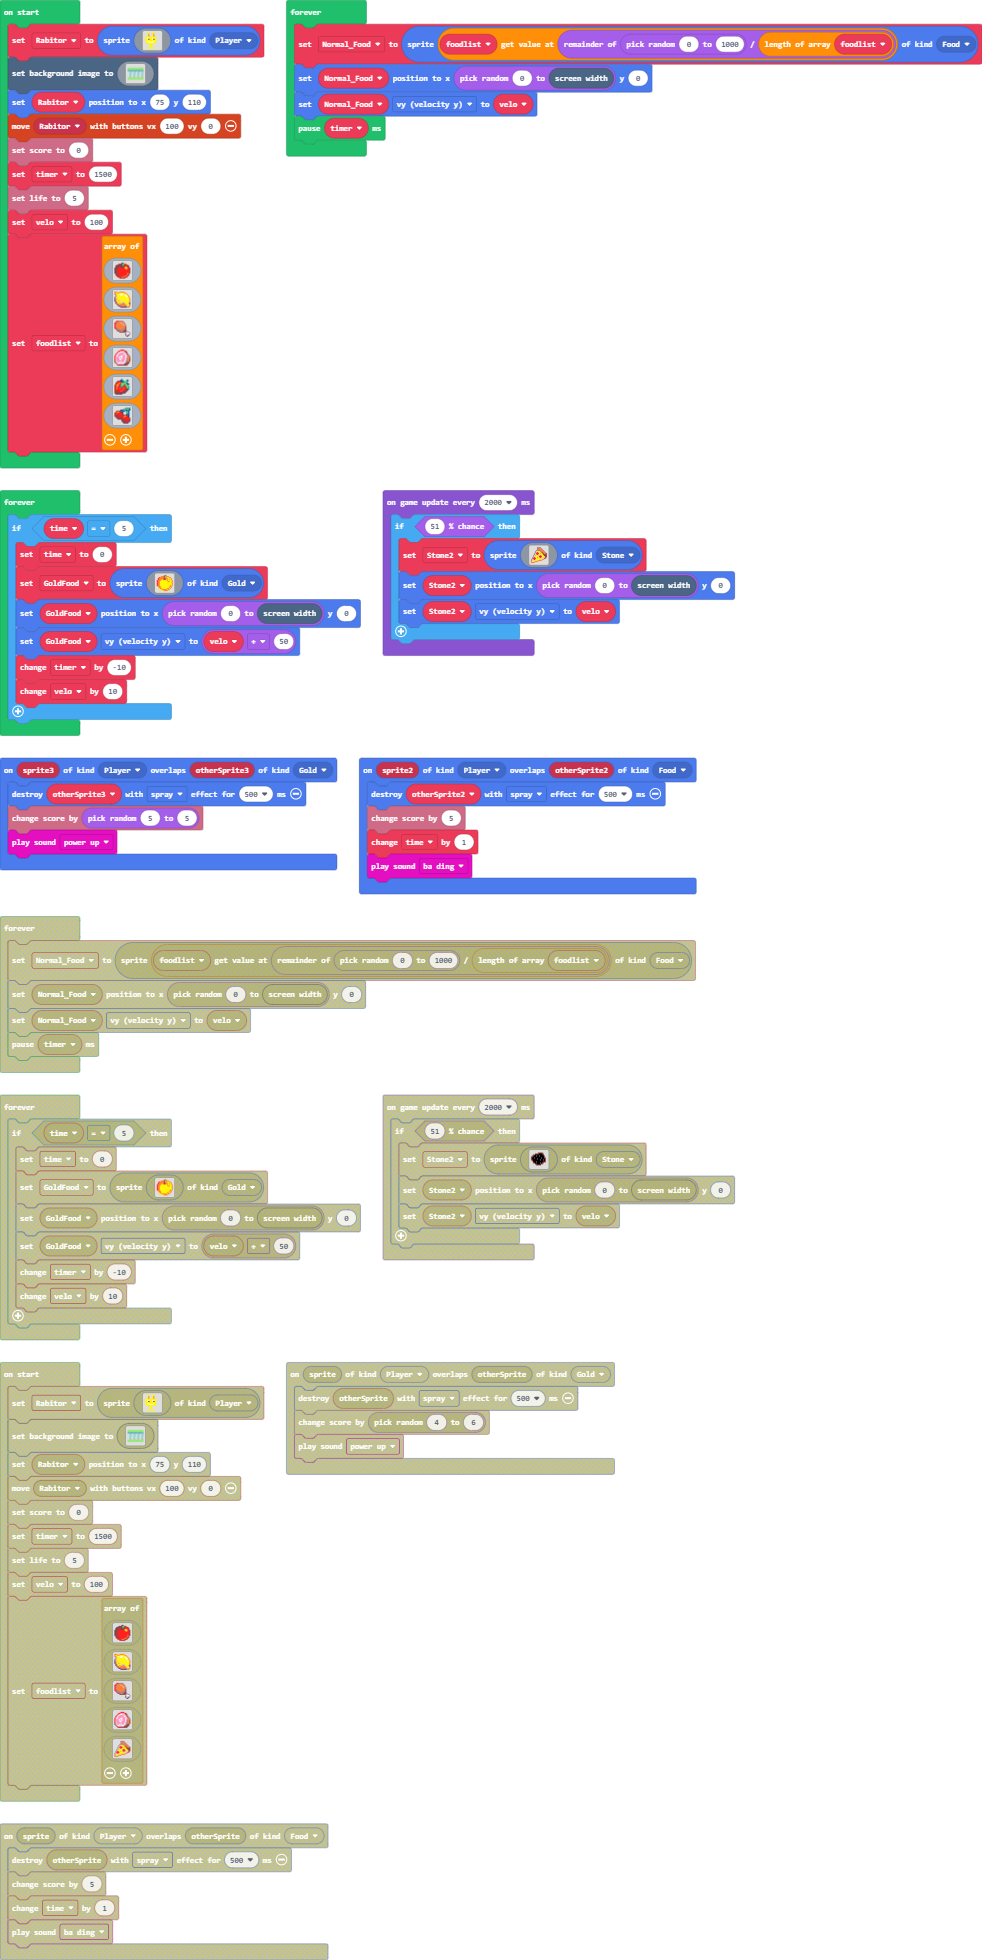 on start
set Rabitor to sprite of kind Player
set background image to
set Rabitor position to x 75 y 110
move Rabitor with buttons vx 100 vy 0
set score to 0
set timer to 1500
set life to 5
set velo to 100
set foodlist to array of
forever
set Normal_Food to sprite foodlist get value at remainder of pick random 0 to 1000 / length of array foodlist of kind Food
set Normal_Food position to x pick random 0 to screen width y 0
set Normal_Food vy (velocity y) to velo
pause timer ms
forever
if time = 5 then
set time to 0
set GoldFood to sprite of kind Gold
set GoldFood position to x pick random 0 to screen width y 0
set GoldFood vy (velocity y) to velo + 50
change timer by -10
change velo by 10
on game update every 2000 ms
if 51 % chance then
set Stone2 to sprite of kind Stone
set Stone2 position to x pick random 0 to screen width y 0
set Stone2 vy (velocity y) to velo
on sprite3 of kind Player overlaps otherSprite3 of kind Gold
destroy otherSprite3 with spray effect for 500 ms
change score by pick random 5 to 5
play sound power up
on sprite2 of kind Player overlaps otherSprite2 of kind Food
destroy otherSprite2 with spray effect for 500 ms
change score by 5
change time by 1
play sound ba ding
forever
set Normal_Food to sprite foodlist get value at remainder of pick random 0 to 1000 / length of array foodlist of kind Food
set Normal_Food position to x pick random 0 to screen width y 0
set Normal_Food vy (velocity y) to velo
pause timer ms
forever
if time = 5 then
set time to 0
set GoldFood to sprite of kind Gold
set GoldFood position to x pick random 0 to screen width y 0
set GoldFood vy (velocity y) to velo + 50
change timer by -10
change velo by 10
on game update every 2000 ms
if 51 % chance then
set Stone2 to sprite of kind Stone
set Stone2 position to x pick random 0 to screen width y 0
set Stone2 vy (velocity y) to velo
on start
set Rabitor to sprite of kind Player
set background image to
set Rabitor position to x 75 y 110
move Rabitor with buttons vx 100 vy 0
set score to 0
set timer to 1500
set life to 5
set velo to 100
set foodlist to array of
on sprite of kind Player overlaps otherSprite of kind Gold
destroy otherSprite with spray effect for 500 ms
change score by pick random 4 to 6
play sound power up
on sprite of kind Player overlaps otherSprite of kind Food
destroy otherSprite with spray effect for 500 ms
change score by 5
change time by 1
play sound ba ding